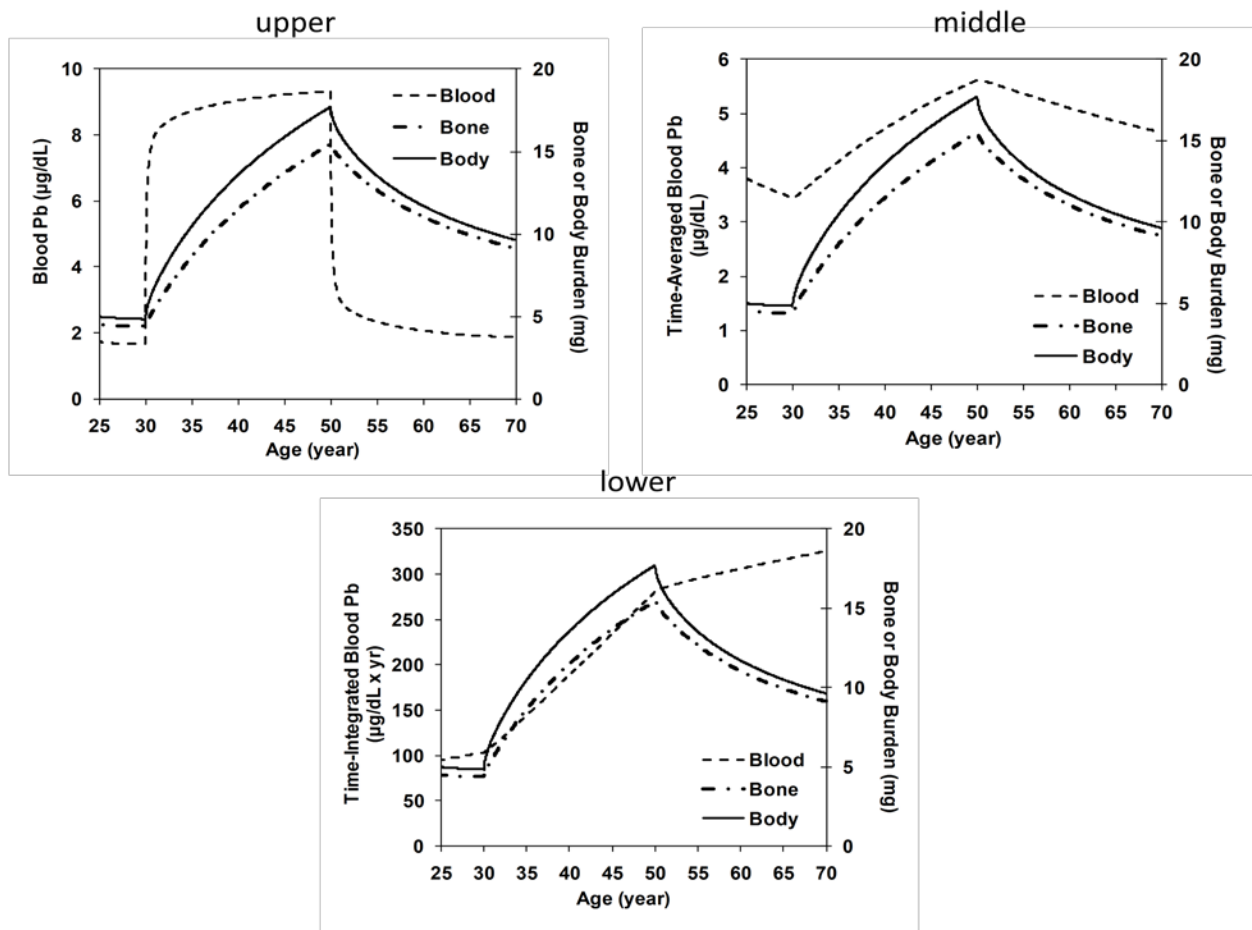 upper
10
8
6
4
2
0
Blood Pb (µg/dL)
Blood
Bone
Body
20
15
10
5
0
Bone or Body Burden (mg)
25 30 35 40 45 50 55 60 65 70
Age (year)
middle
6
5
4
3
2
1
0
Time-Averaged Blood Pb
(µg/dL)
Blood
Bone
Body
20
15
10
5
0
Bone or Body Burden
(mg)
25 30 35 40 45 50 55 60 65 70
Age (year)
lower
350
300
250
200
150
100
50
0
Time-Integrated Blood Pb
(µg/dL x yr)
Blood
Bone
Body
20
15
10
5
0
Bone or Body Burden (mg)
25 30 35 40 45 50 55 60 65 70
Age (year)